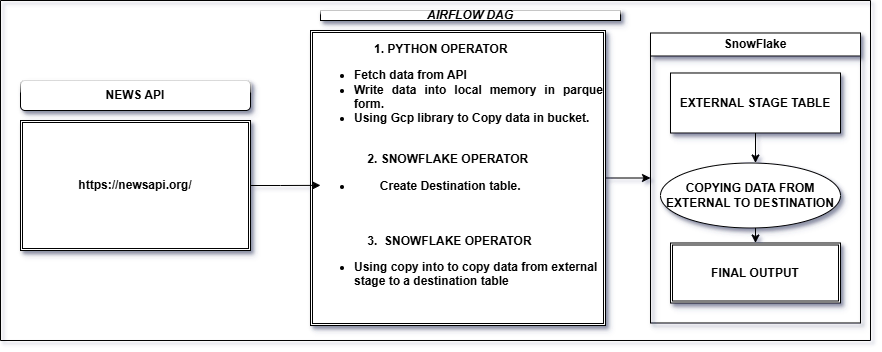 AIRFLOW DAG
NEWS API
https://newsapi.org/
1. PYTHON OPERATOR
Fetch data from API
Write data into local memory in parque
form.
Using Gcp library to Copy data in bucket.
2. SNOWFLAKE OPERATOR
Create Destination table.
3. SNOWFLAKE OPERATOR
Using copy into to copy data from external
stage to a destination table
SnowFlake
EXTERNAL STAGE TABLE
COPYING DATA FROM
EXTERNAL TO DESTINATION
FINAL OUTPUT